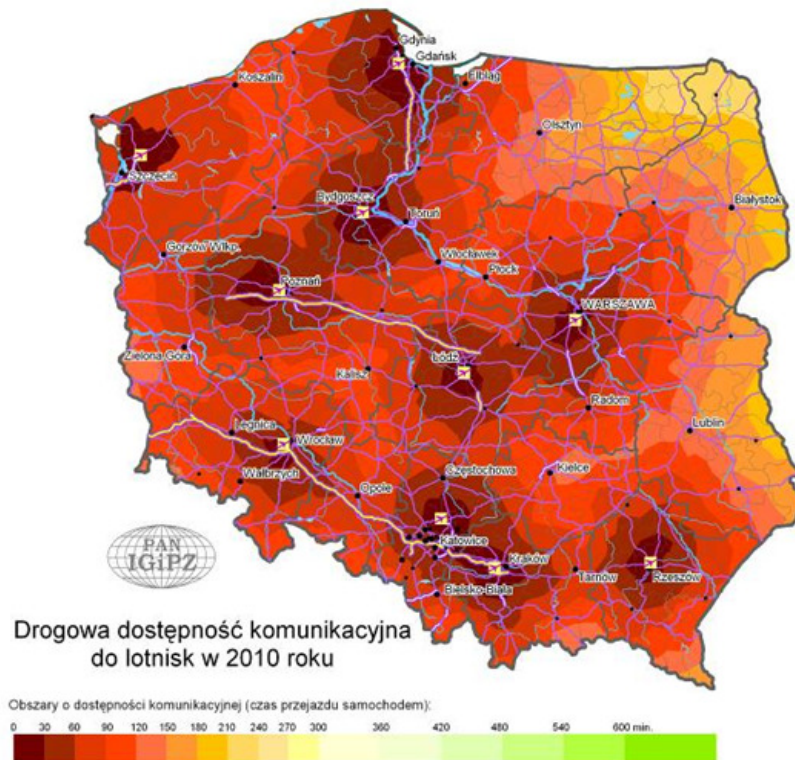 Gdynia
Gdańsk
Koszalin
Elbląg
Olsztyn
Szczecin
Bydgoszcz
Toruń
Białystok
Gorzów Wlkp.
Włocławek
Płock
Poznań
WARSZAWA
Zielona Góra
Łódź
Kalisz
Radom
Legnica
Wrocław
Lublin
Wałbrzych
Częstochowa
Kielce
Opole
Katowice
Kraków
Tarnów
Rzeszów
Bielsko-Biała
PAN
IGiPZ
Drogowa dostępność komunikacyjna
do lotnisk w 2010 roku
Obszary o dostępności komunikacyjnej (czas przejazdu samochodem):
0 30 60 90 120 150 180 210 240 270 300 360 420 480 540 600 min.